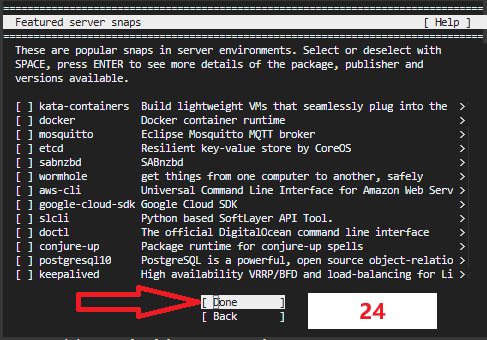 Featured server snaps [ Help ]
These are popular snaps in server environments. Select or deselect with
SPACE, press ENTER to see more details of the package, publisher and
versions available.
[ ] kata-containers Build lightweight VMs that seamlessly plug into the >
[ ] docker Docker container runtime >
[ ] mosquitto Eclipse Mosquitto MQTT broker >
[ ] etcd Resilient key-value store by CoreOS >
[ ] sabnzbd SABnzbd >
[ ] wormhole get things from one computer to another, safely >
[ ] aws-cli Universal Command Line Interface for Amazon Web Serv >
[ ] google-cloud-sdk Google Cloud SDK >
[ ] slcli Python based SoftLayer API Tool. >
[ ] doctl The official DigitalOcean command line interface >
[ ] conjure-up Package runtime for conjure-up spells >
[ ] postgresql10 PostgreSQL is a powerful, open source object-relatio >
[ ] keepalived High availability VRRP/BFD and load-balancing for Li >
[ Done ]
[ Back ]
24